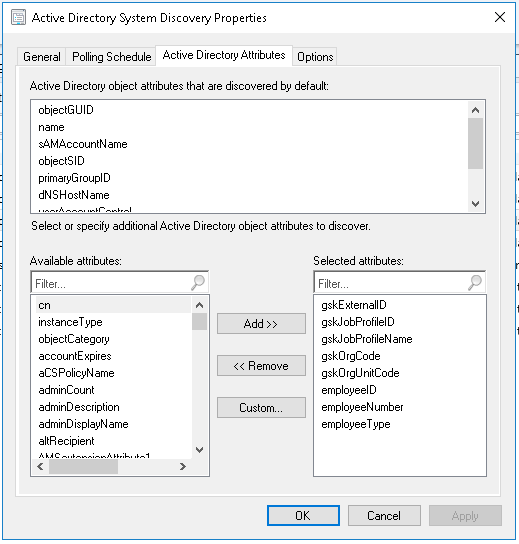 Active Directory System Discovery Properties
General
Polling Schedule
Active Directory Attributes
Options
Active Directory object attributes that are discovered by default:
objectGUID
name
sAMAccountName
objectSID
primaryGroupID
dNSHostName
userAccountControl
Select or specify additional Active Directory object attributes to discover.
Available attributes:
Filter...
cn
instanceType
objectCategory
accountExpires
aCSPolicyName
adminCount
adminDescription
adminDisplayName
altRecipient
AMSextensionAttribute1
Add >>
<< Remove
Custom...
Selected attributes:
Filter...
gskExternalID
gskJobProfileID
gskJobProfileName
gskOrgCode
gskOrgUnitCode
employeeID
employeeNumber
employeeType
OK
Cancel
Apply